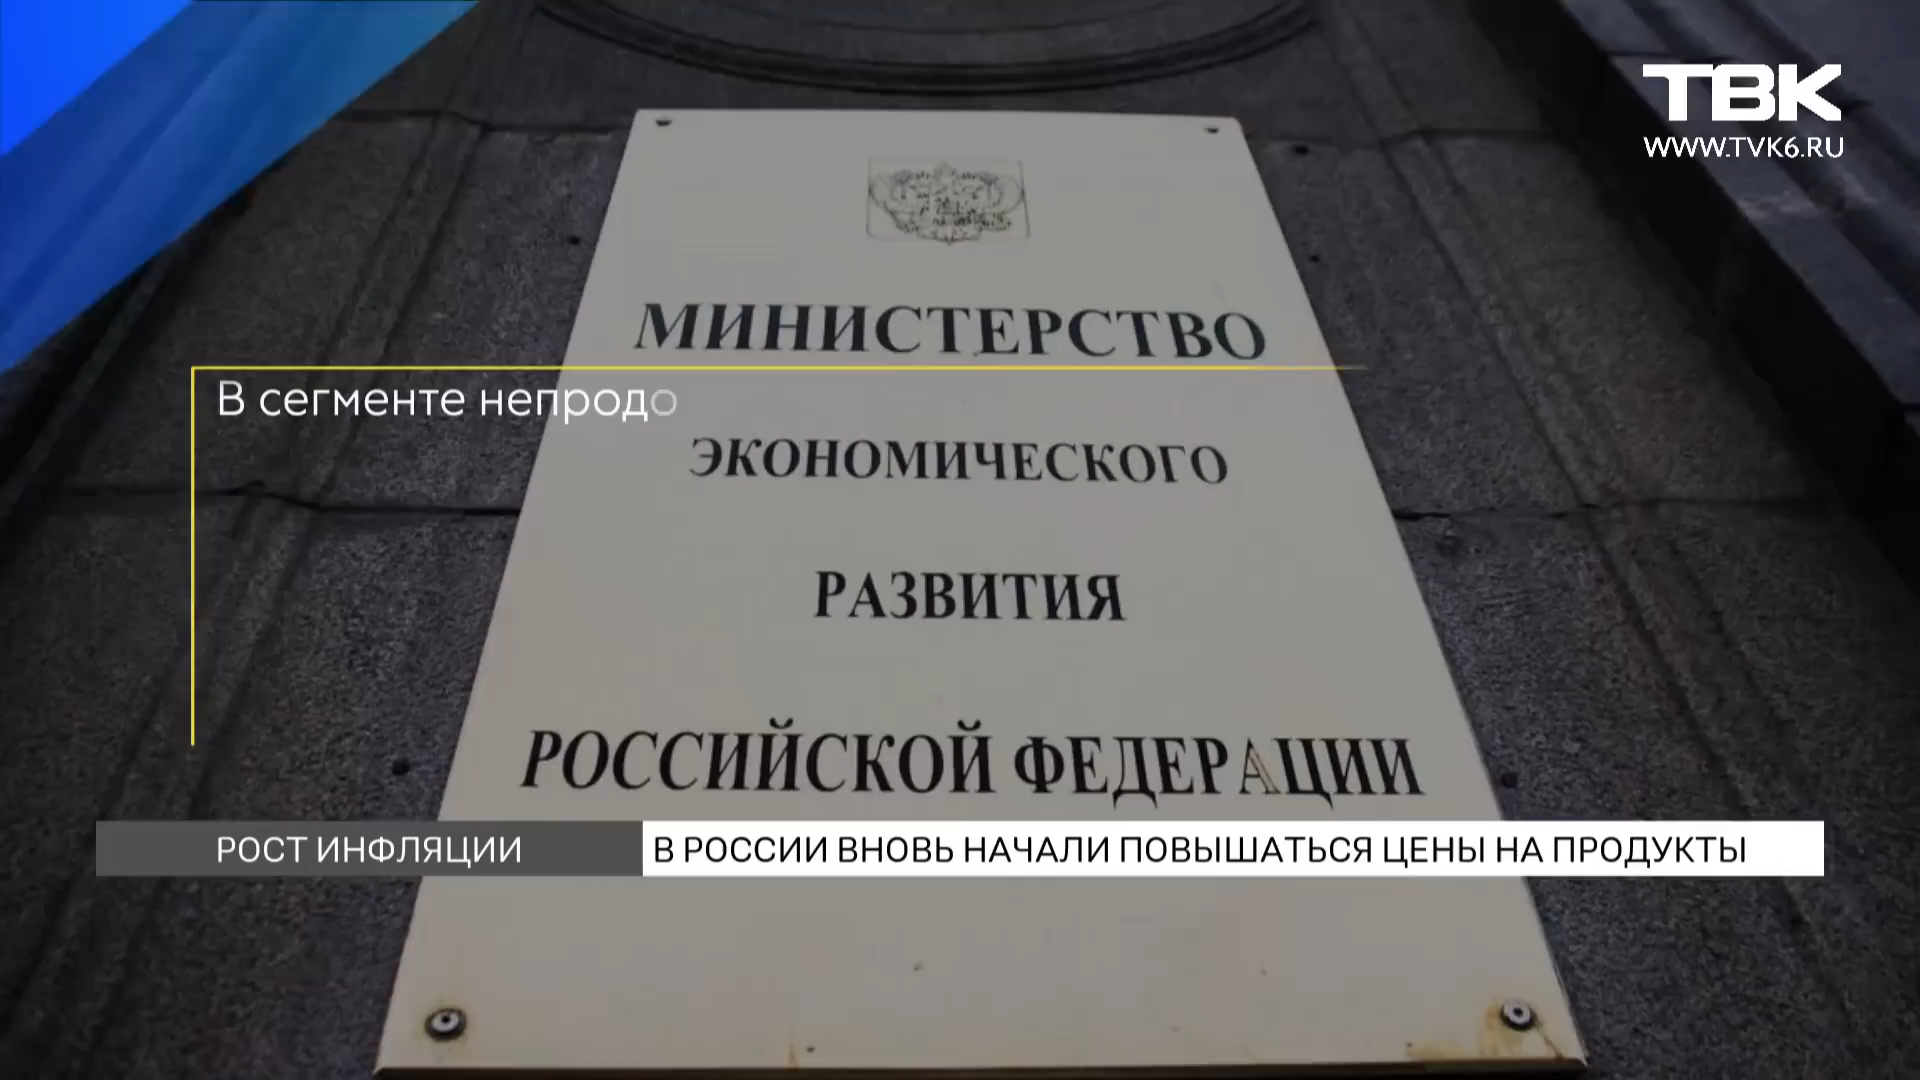 ТВК
WWW.TVK6.RU
МИНИСТЕРСТВО
В сегменте непродо
ЭКОНОМИЧЕСКОГО
РАЗВИТИЯ
РОССИЙСКОЙ ФЕДЕРАЦИИ
РОСТ ИНФЛЯЦИИ
В РОССИИ ВНОВЬ НАЧАЛИ ПОВЫШАТЬСЯ ЦЕНЫ НА ПРОДУКТЫ